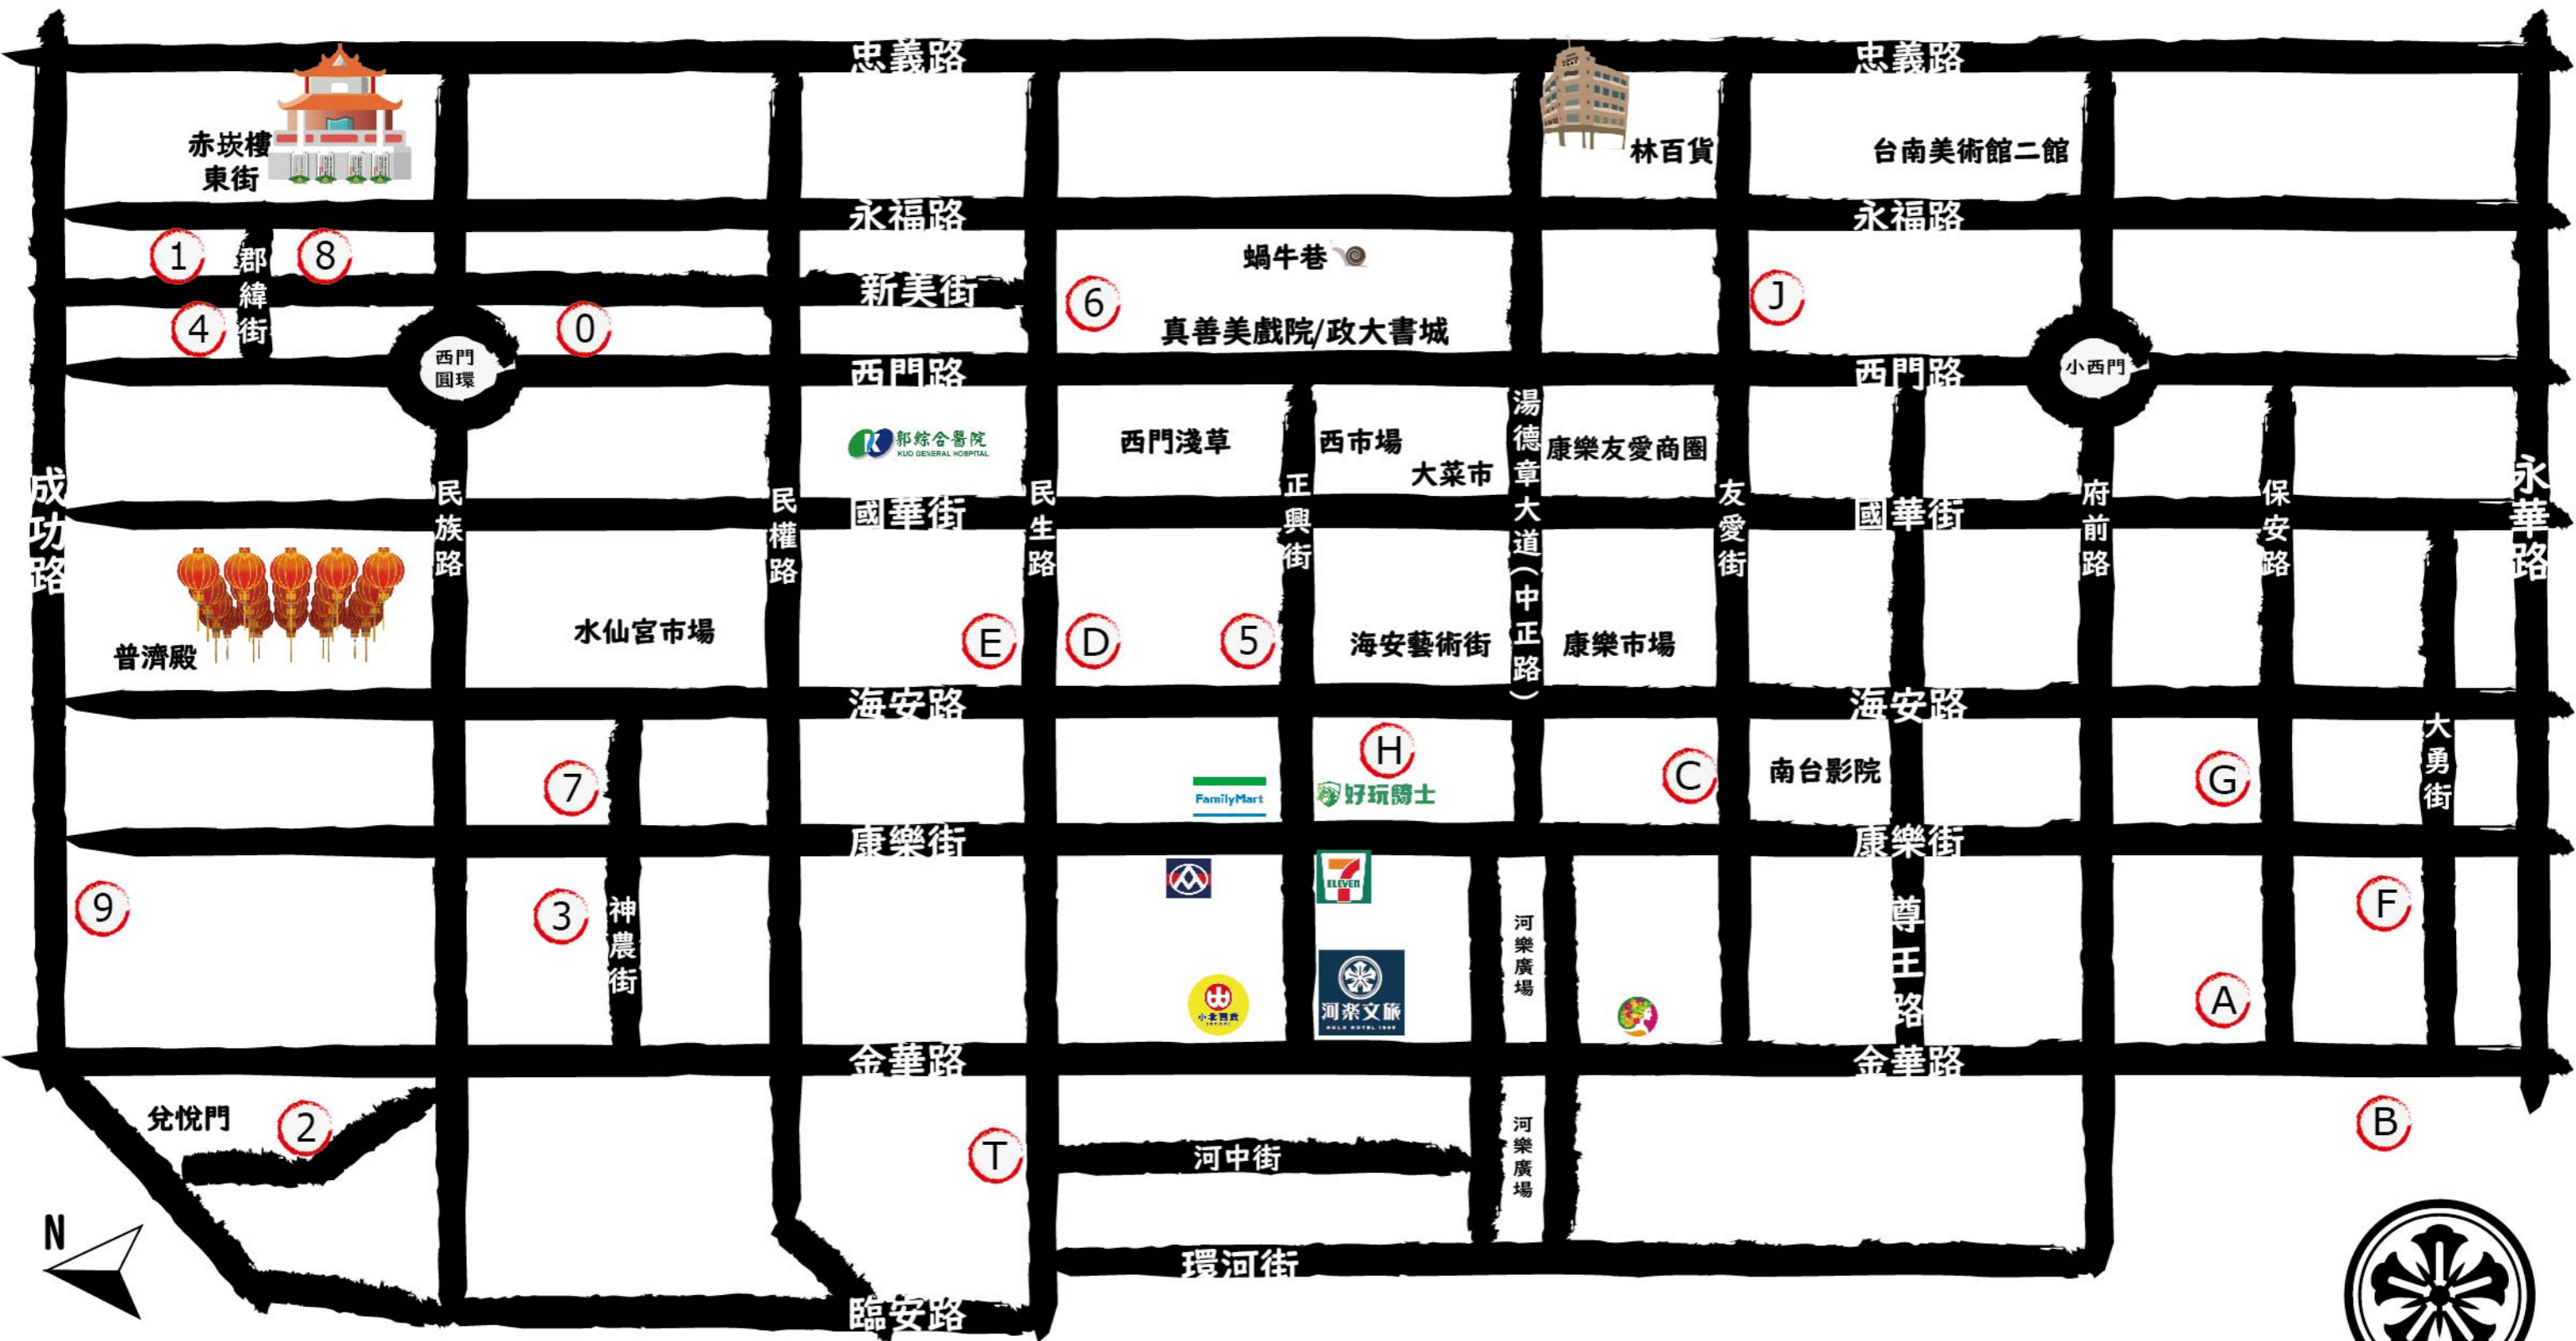 忠義路
忠義路
赤崁樓
東街
林百貨
台南美術館二館
永福路
永福路
1
郡緯街
8
蝸牛巷
新美街
6
J
4
0
真善美戲院/政大書城
西門
圓環
西門路
西門路
小西門
郭綜合醫院
KUO GENERAL HOSPITAL
西門淺草
西市場
大菜市
湯德章大道(中正路)
康樂友愛商圈
成功路
民族路
民權路
國華街
民生路
正興街
友愛街
國華街
府前路
保安路
永華路
普濟殿
水仙宮市場
E
D
5
海安藝術街
康樂市場
海安路
海安路
大勇街
7
FamilyMart
H
好玩騎士
C
南台影院
G
康樂街
康樂街
9
3
神農街
7
ELEVEN
河樂廣場
尊王路
F
小北百貨
河楽文旅
HOLO HOTEL 1982
A
金華路
金華路
兌悅門
2
T
河中街
河樂廣場
B
N
環河街
臨安路